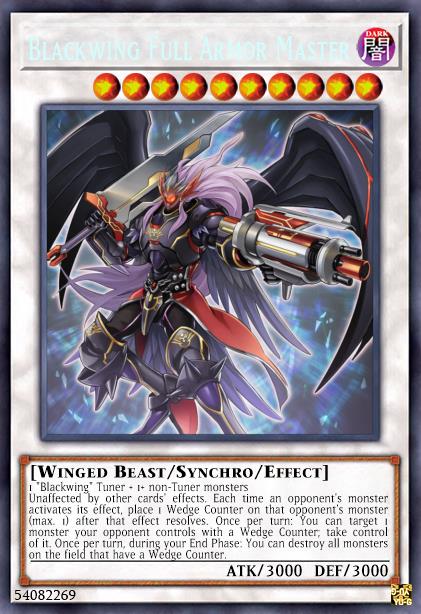 Blackwing Full Armor Master
DARK
闇
[Winged Beast/Synchro/Effect]
1 "Blackwing" Tuner + 1+ non-Tuner monsters
Unaffected by other cards' effects. Each time an opponent's monster
activates its effect, place 1 Wedge Counter on that opponent's monster
(max. 1) after that effect resolves. Once per turn: You can target 1
monster your opponent controls with a Wedge Counter; take control
of it. Once per turn, during your End Phase: You can destroy all monsters
on the field that have a Wedge Counter.
ATK/3000 DEF/3000
54082269